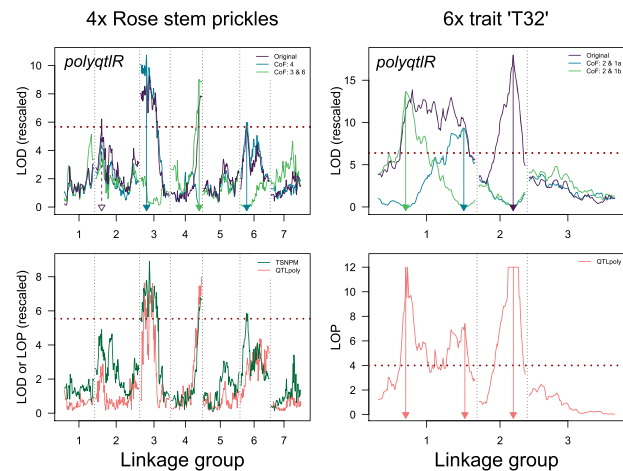 4x Rose stem prickles
6x trait 'T32'
polyqtlR
Original
CoF: 4
CoF: 3 & 6
LOD (rescaled)
0
2
4
6
8
10
1 2 3 4 5 6 7
polyqtlR
Original
CoF: 2 & 1a
CoF: 2 & 1b
LOD (rescaled)
0
5
10
15
1 2 3
TSNPM
QTLpoly
LOD or LOP (rescaled)
0
2
4
6
8
1 2 3 4 5 6 7
Linkage group
QTLpoly
LOP
0
2
4
6
8
10
12
1 2 3
Linkage group